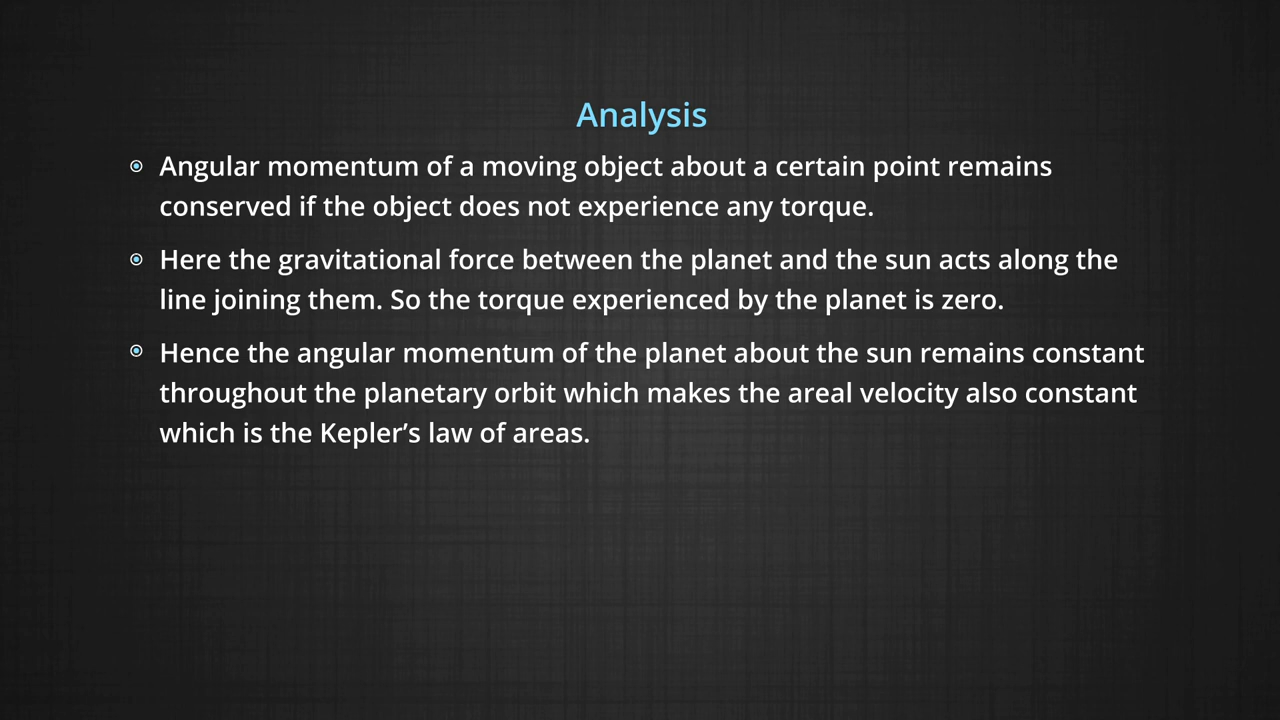 Analysis
Angular momentum of a moving object about a certain point remains
conserved if the object does not experience any torque.
Here the gravitational force between the planet and the sun acts along the
line joining them. So the torque experienced by the planet is zero.
Hence the angular momentum of the planet about the sun remains constant
throughout the planetary orbit which makes the areal velocity also constant
which is the Kepler’s law of areas.